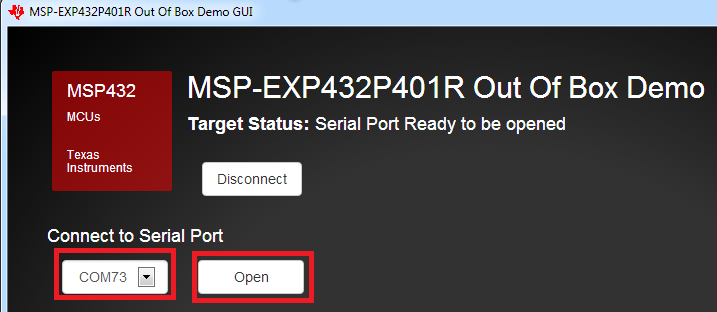 MSP-EXP432P401R Out Of Box Demo GUI
MSP432
MCUs
Texas
Instruments
MSP-EXP432P401R Out Of Box Demo
Target Status: Serial Port Ready to be opened
Disconnect
Connect to Serial Port
COM73
Open